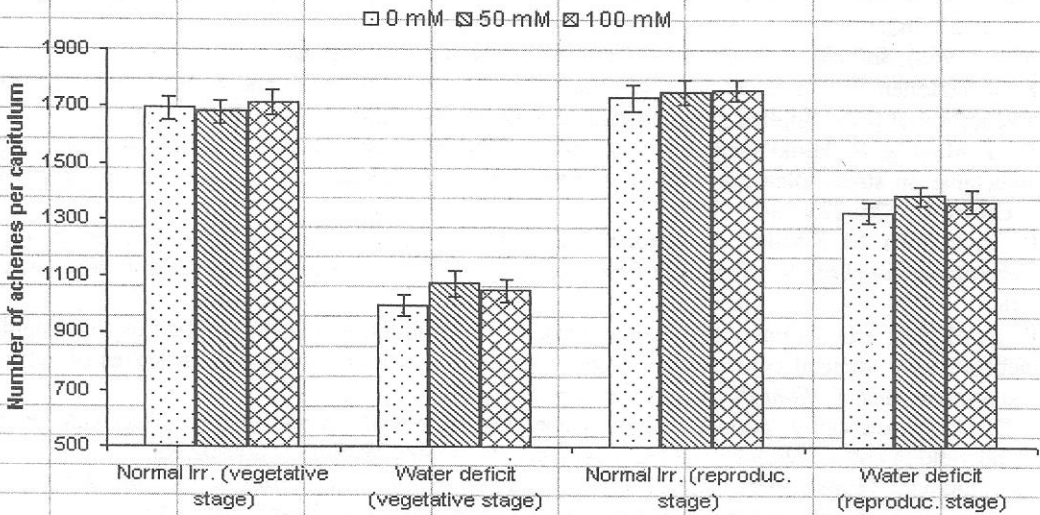 0 mM 50 mM 100 mM
Number of achenes per capitulum
1900
1700
1500
1300
1100
900
700
500
Normal Irr. (vegetative
stage)
Water deficit
(vegetative stage)
Normal Irr. (reproduc.
stage)
Water deficit
(reproduc. stage)